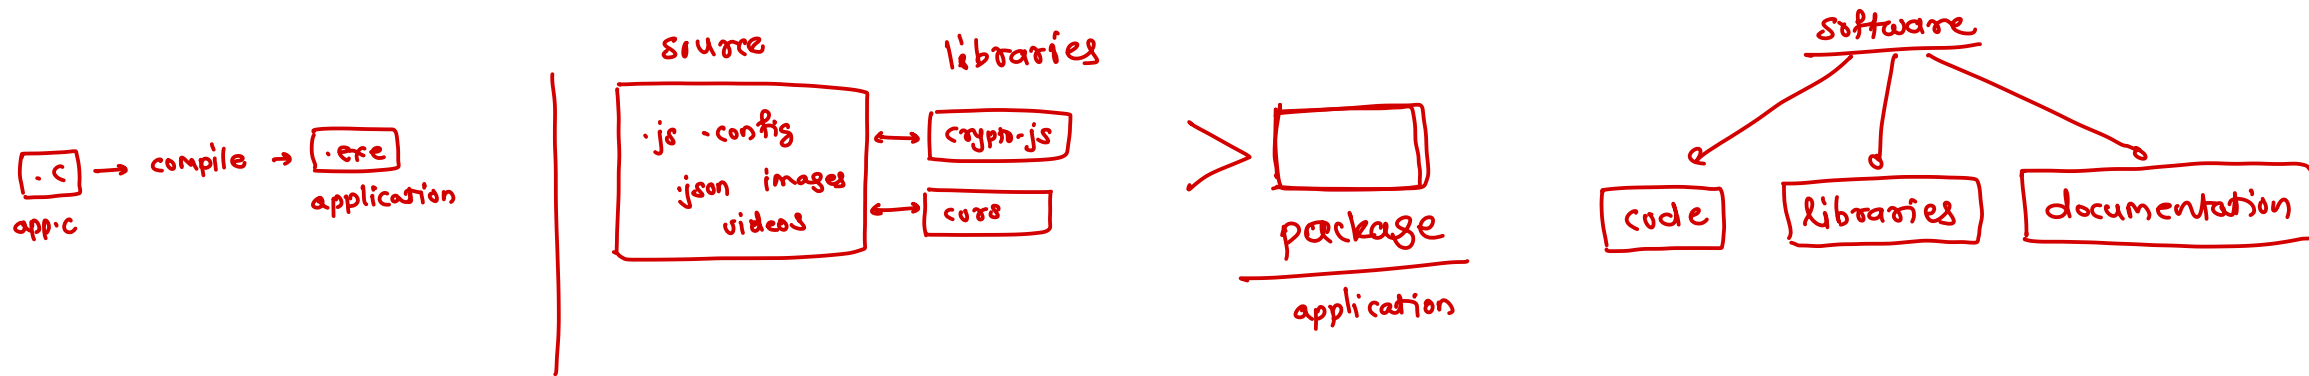 .c → compile → .exe
app.c
application
source
.js .config
.json images
videos
libraries
crypto-js
cors
package
application
software
code
libraries
documentation